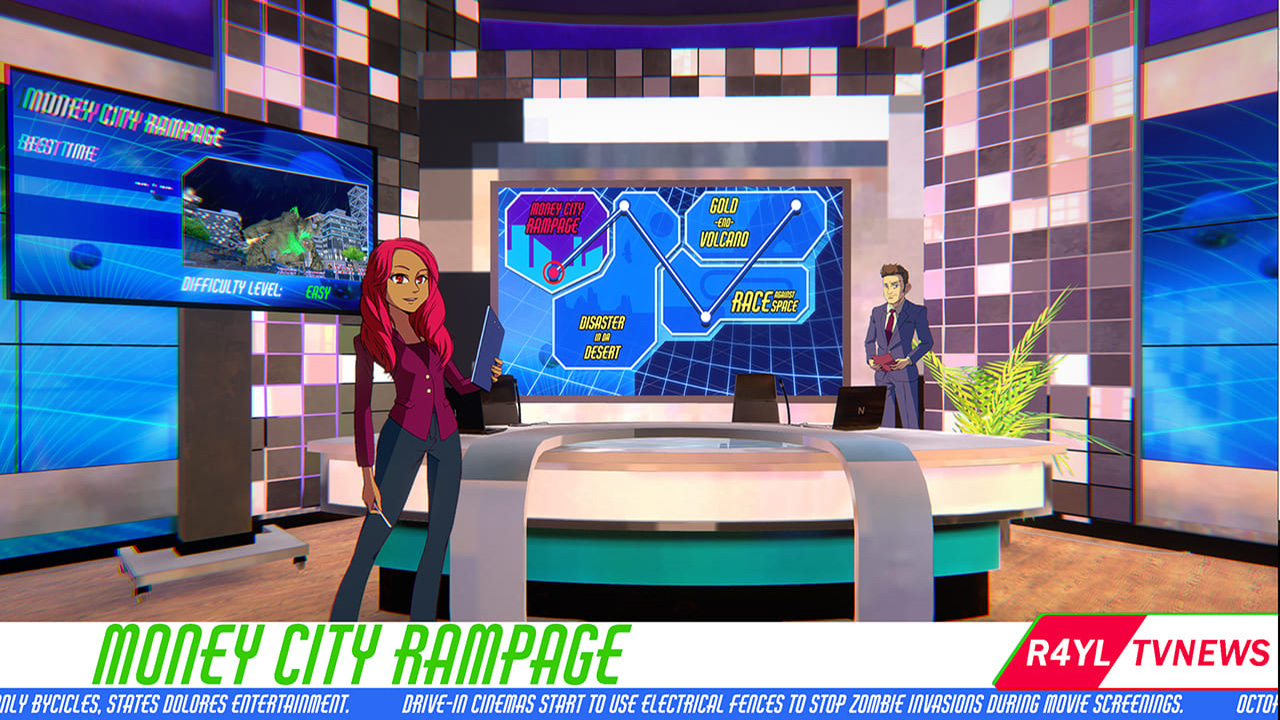 MONEY CITY RAMPAGE
BEST TIME
DIFFICULTY LEVEL: EASY
MONEY CITY
RAMPAGE
GOLD
-END-
VOLCANO
RACE AGAINST SPACE
DISASTER
IN DA
DESERT
N
MONEY CITY RAMPAGE
R4YL TVNEWS
NLY BYCICLES, STATES DOLORES ENTERTAINMENT. DRIVE-IN CINEMAS START TO USE ELECTRICAL FENCES TO STOP ZOMBIE INVASIONS DURING MOVIE SCREENINGS. OCTO